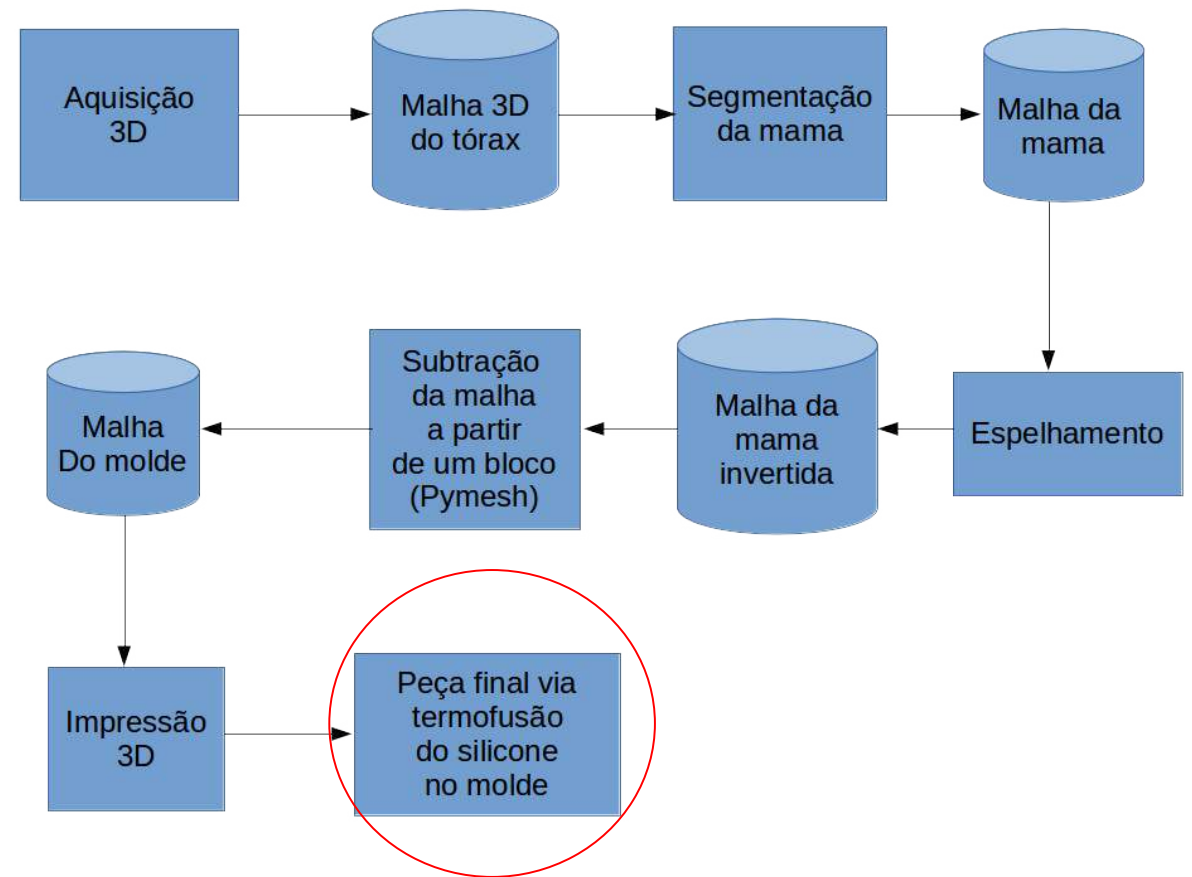 Aquisição
3D
Malha 3D
do tórax
Segmentação
da mama
Malha da
mama
Espelhamento
Malha da
mama
invertida
Subtração
da malha
a partir
de um bloco
(Pymesh)
Malha
Do molde
Impressão
3D
Peça final via
termofusão
do silicone
no molde